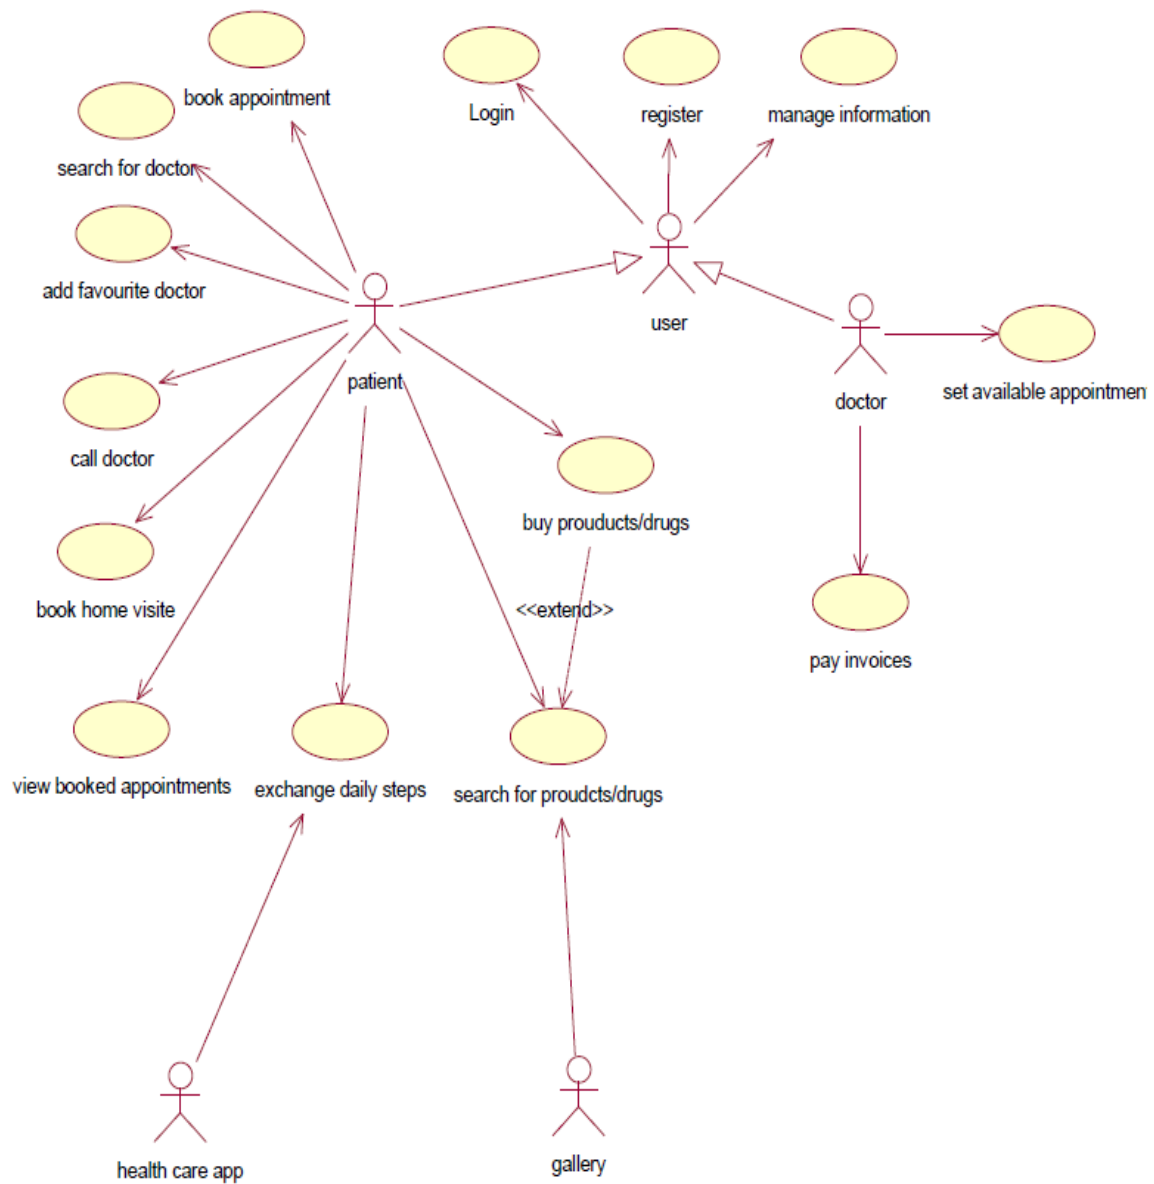 book appointment
Login
register
manage information
search for doctor
add favourite doctor
user
patient
doctor
set available appointmen
call doctor
buy prouducts/drugs
book home visite
<<extend>>
pay invoices
view booked appointments
exchange daily steps
search for proudcts/drugs
health care app
gallery